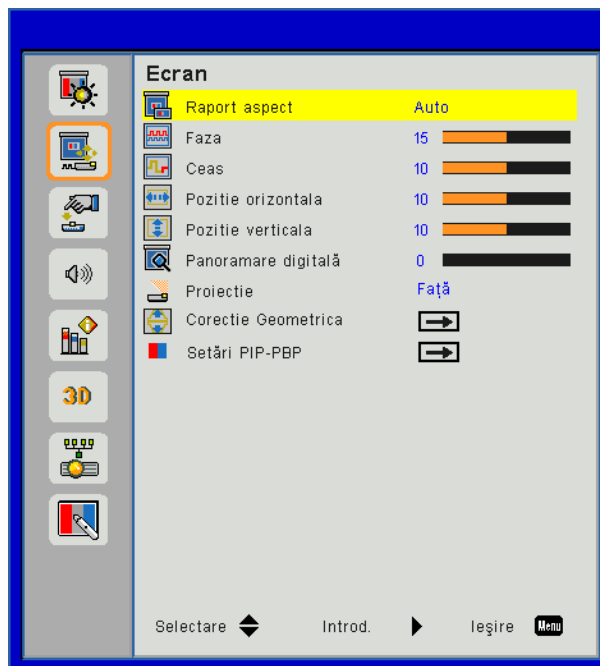 Ecran
Raport aspect Auto
Faza 15
Ceas 10
Pozitie orizontala 10
Pozitie verticala 10
Panoramare digitală 0
Proiectie Faţă
Corectie Geometrica
Setări PIP-PBP
3D
Selectare Introd. Ieşire Menu